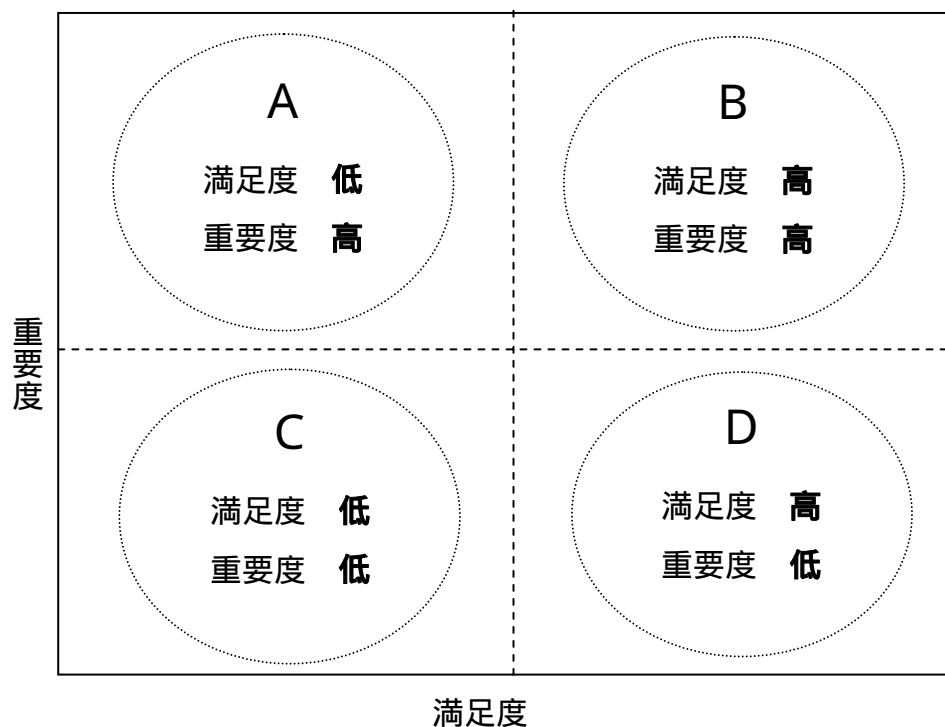 A
満足度 低
重要度 高
B
満足度 高
重要度 高
重要度
C
満足度 低
重要度 低
D
満足度 高
重要度 低
満足度